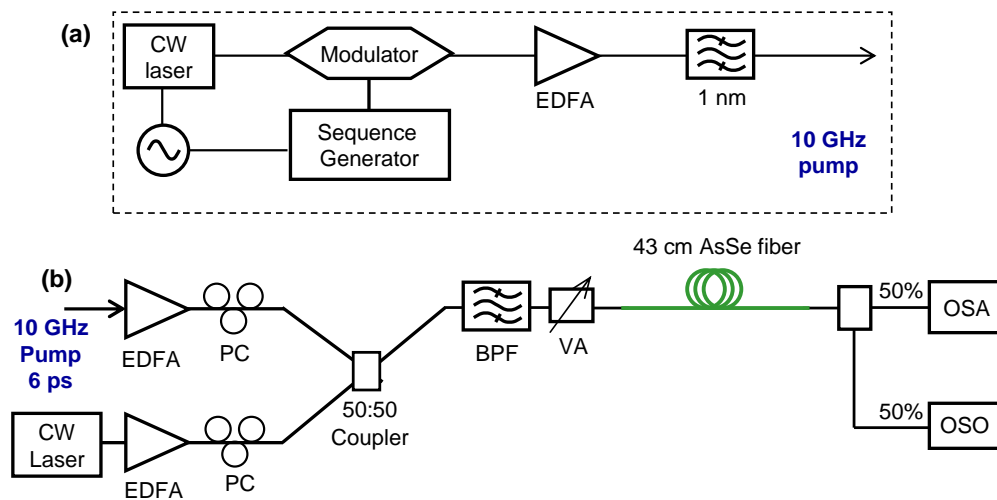 (a)
CW
laser
Modulator
EDFA
1 nm
Sequence
Generator
10 GHz
pump
(b)
10 GHz
Pump
6 ps
EDFA
PC
CW
Laser
EDFA
PC
50:50
Coupler
BPF
VA
43 cm AsSe fiber
50%
OSA
50%
OSO